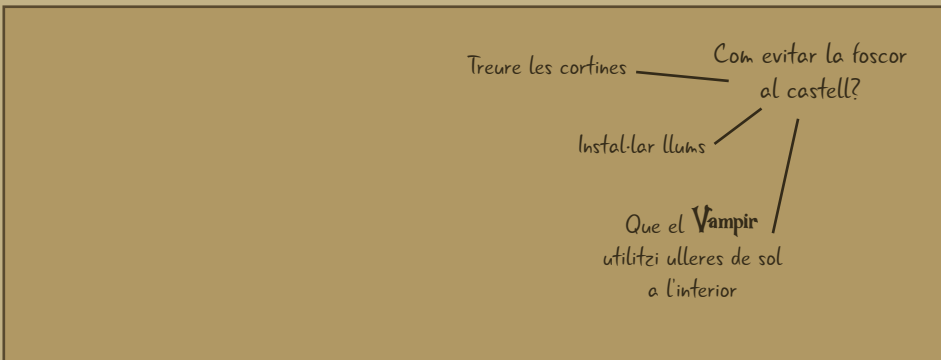 Com evitar la foscor
al castell?
Treure les cortines
Instal·lar llums
Que el Vampir
utilitzi ulleres de sol
a l'interior